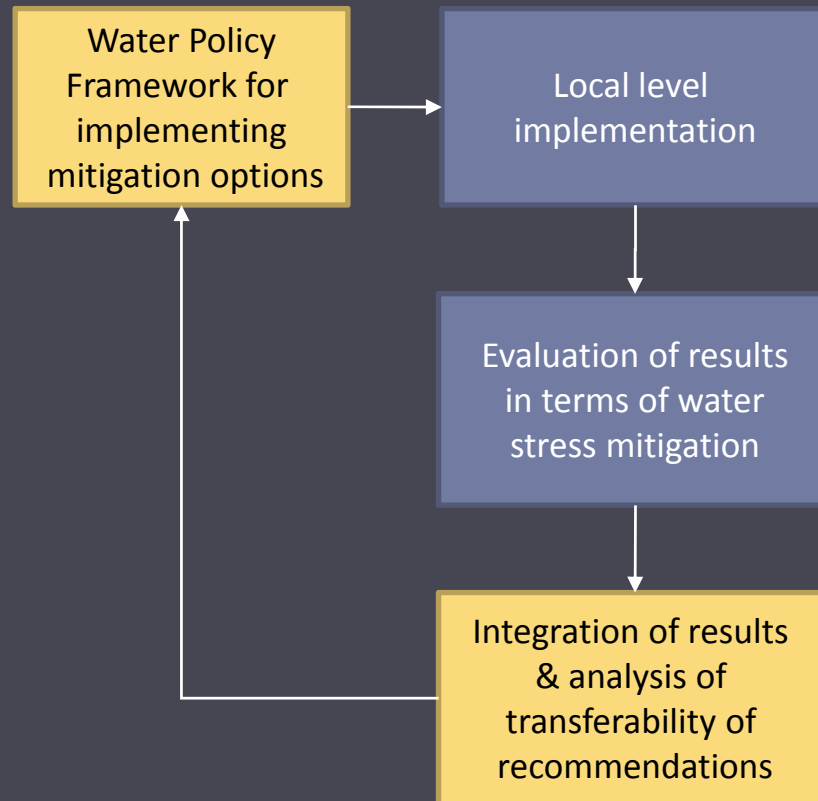 Water Policy
Framework for
implementing
mitigation options
Local level
implementation
Evaluation of results
in terms of water
stress mitigation
Integration of results
& analysis of
transferability of
recommendations